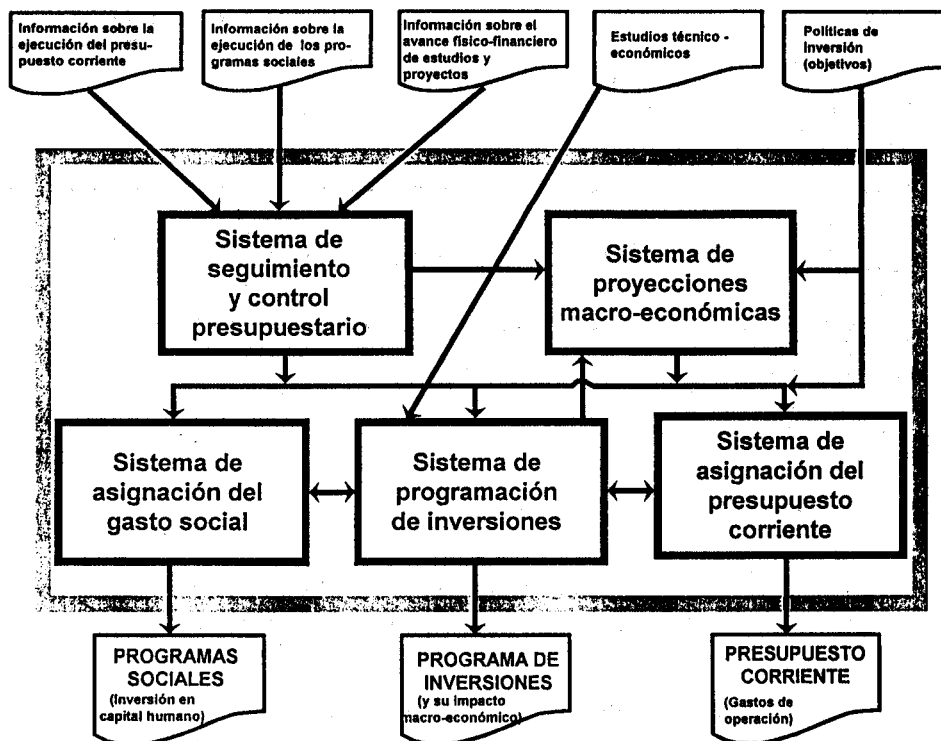 Información sobre la
ejecución del presu-
puesto corriente
Información sobre la
ejecución de los pro-
gramas sociales
Información sobre el
avance físico-financiero
de estudios y
proyectos
Estudios técnico -
económicos
Políticas de
inversión
(objetivos)
Sistema de
seguimiento
y control
presupuestario
Sistema de
proyecciones
macro-económicas
Sistema de
asignación del
gasto social
Sistema de
programación
de inversiones
Sistema de
asignación del
presupuesto
corriente
PROGRAMAS
SOCIALES
(Inversión en
capital humano)
PROGRAMA DE
INVERSIONES
(y su impacto
macro-económico)
PRESUPUESTO
CORRIENTE
(Gastos de
operación)